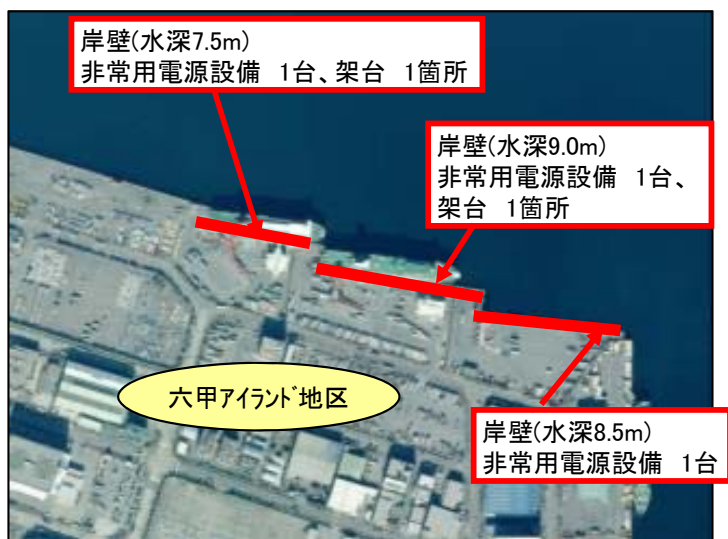 岸壁(水深7.5m)
非常用電源設備　1台、架台　1箇所
岸壁(水深9.0m)
非常用電源設備　1台、
架台　1箇所
六甲アイランド地区
岸壁(水深8.5m)
非常用電源設備　1台